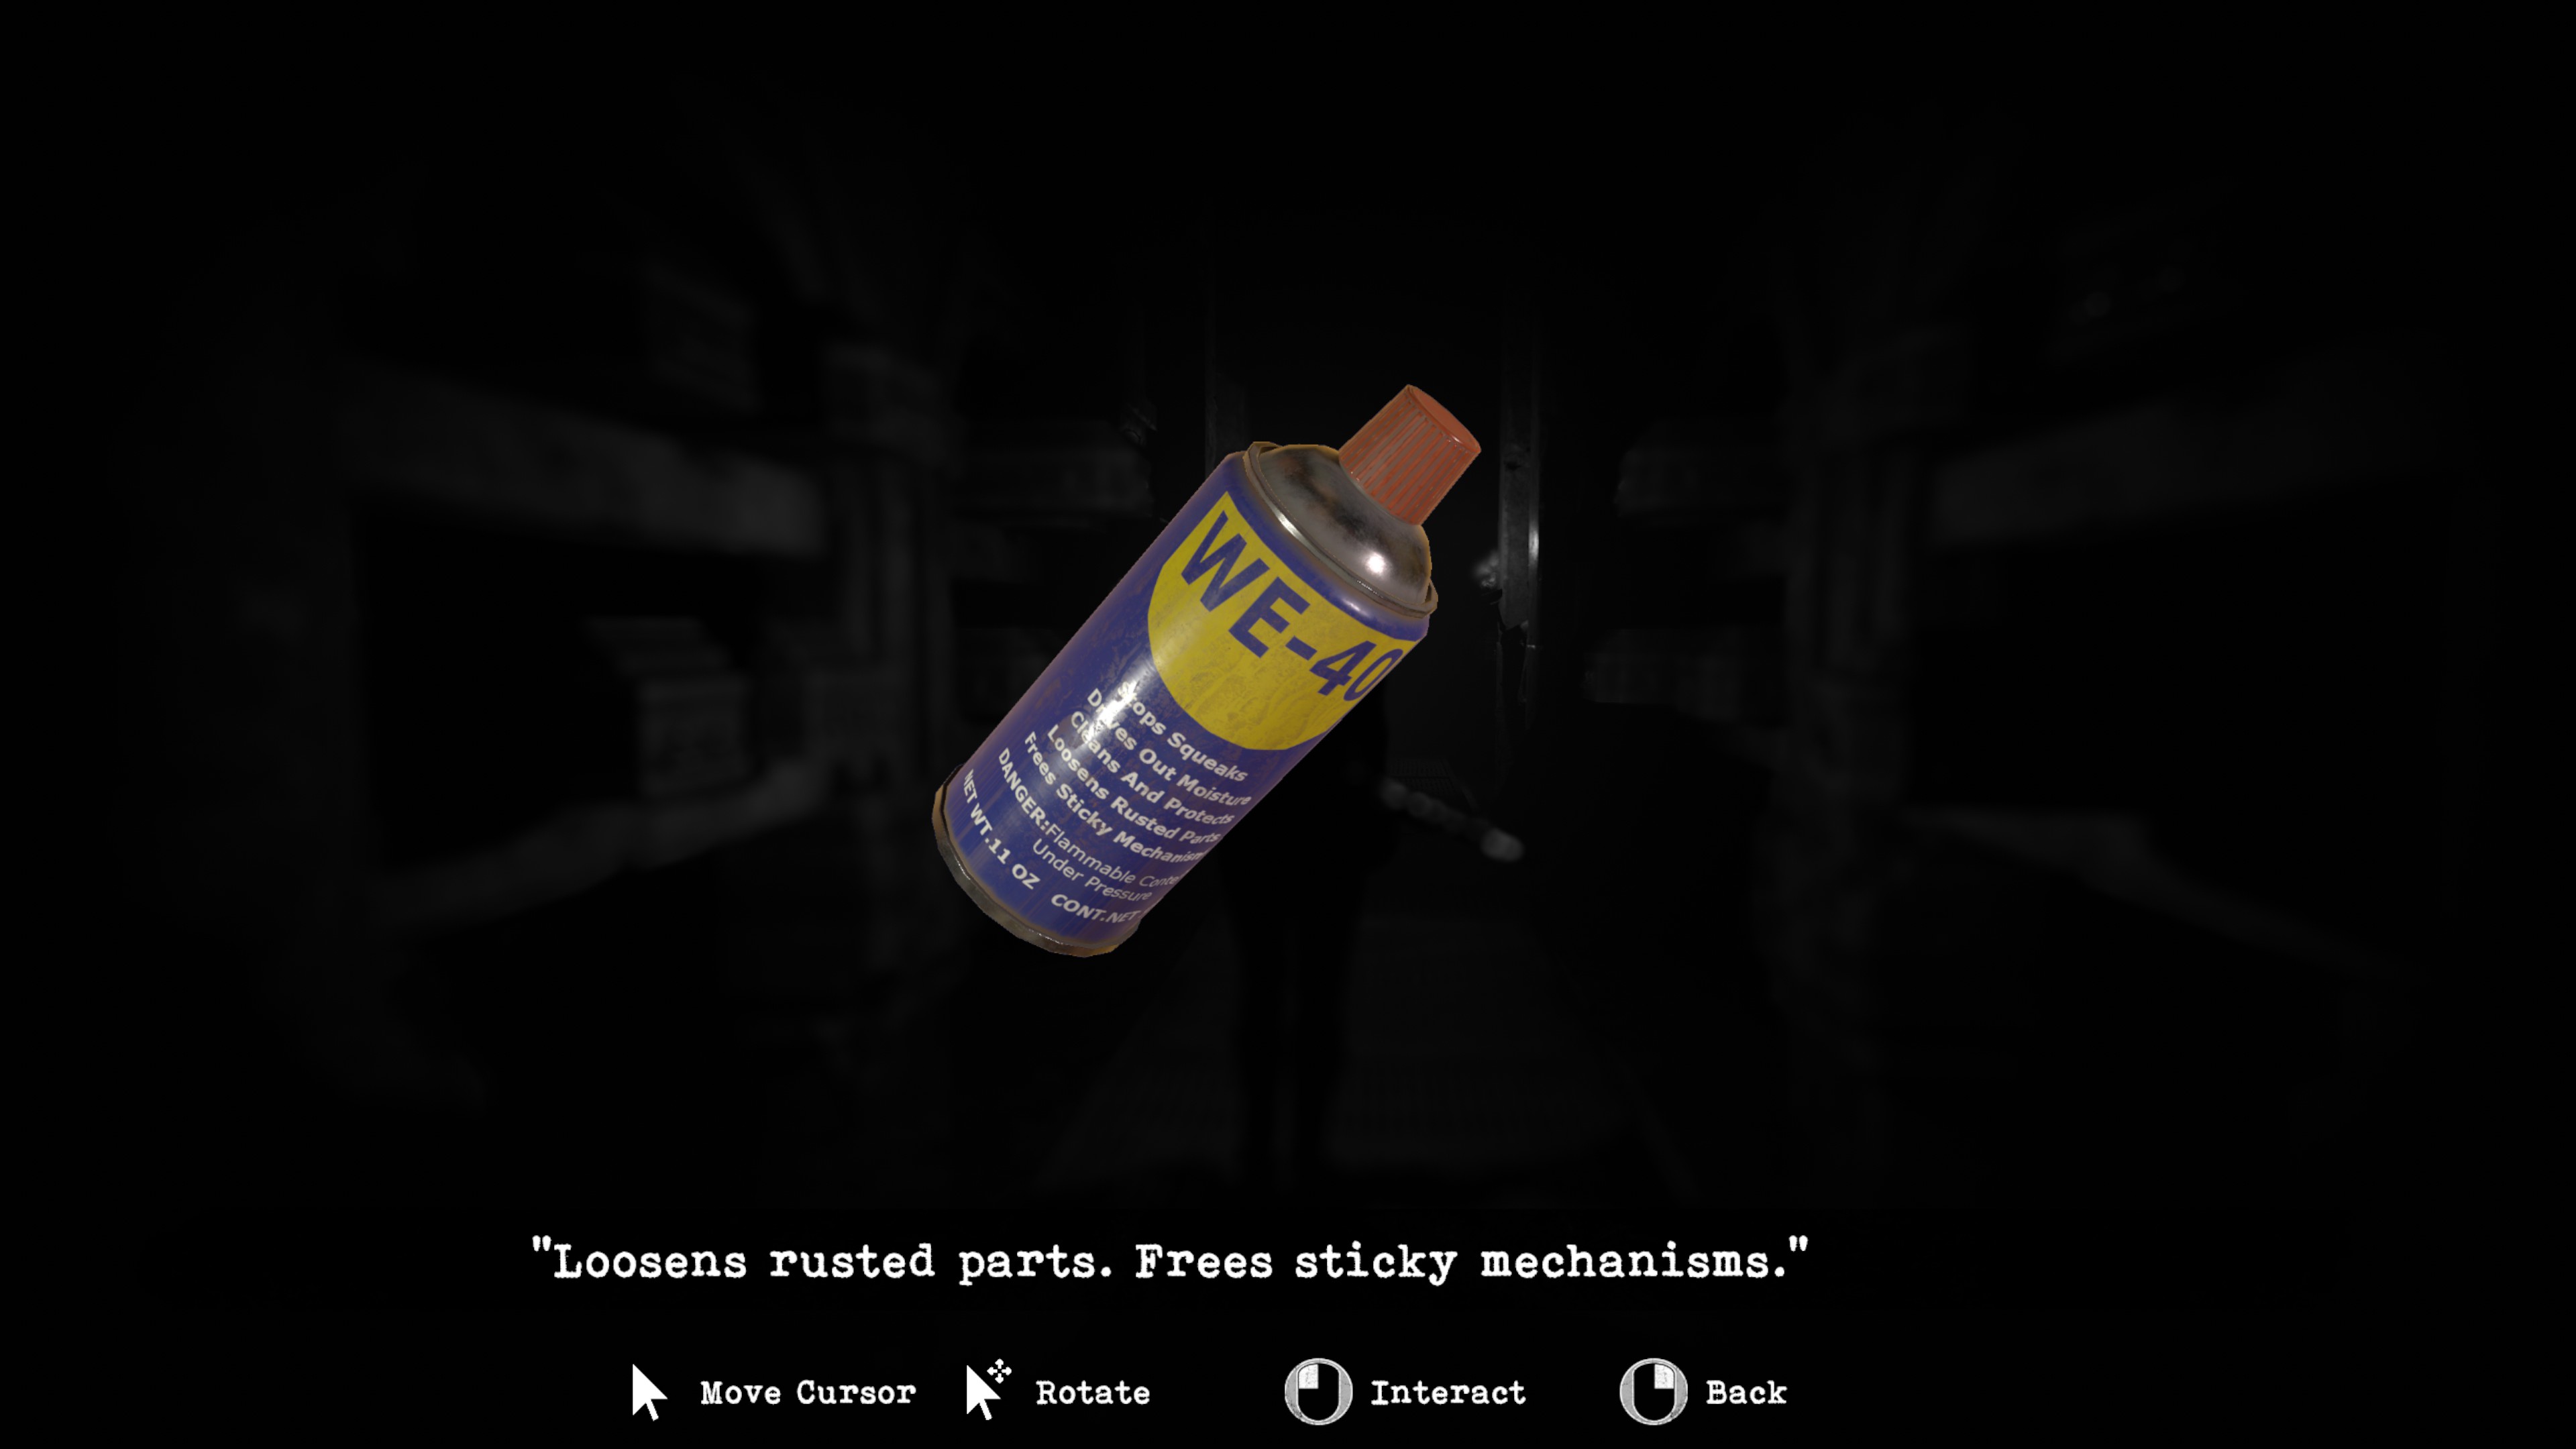 WE-40
Stops Squeaks
Drives Out Moisture
Cleans And Protects
Loosens Rusted Parts
Frees Sticky Mechanism
DANGER:Flammable
Under Pressure
NET WT.11 OZ CONT.NET
"Loosens rusted parts. Frees sticky mechanisms."
Move Cursor Rotate Interact Back